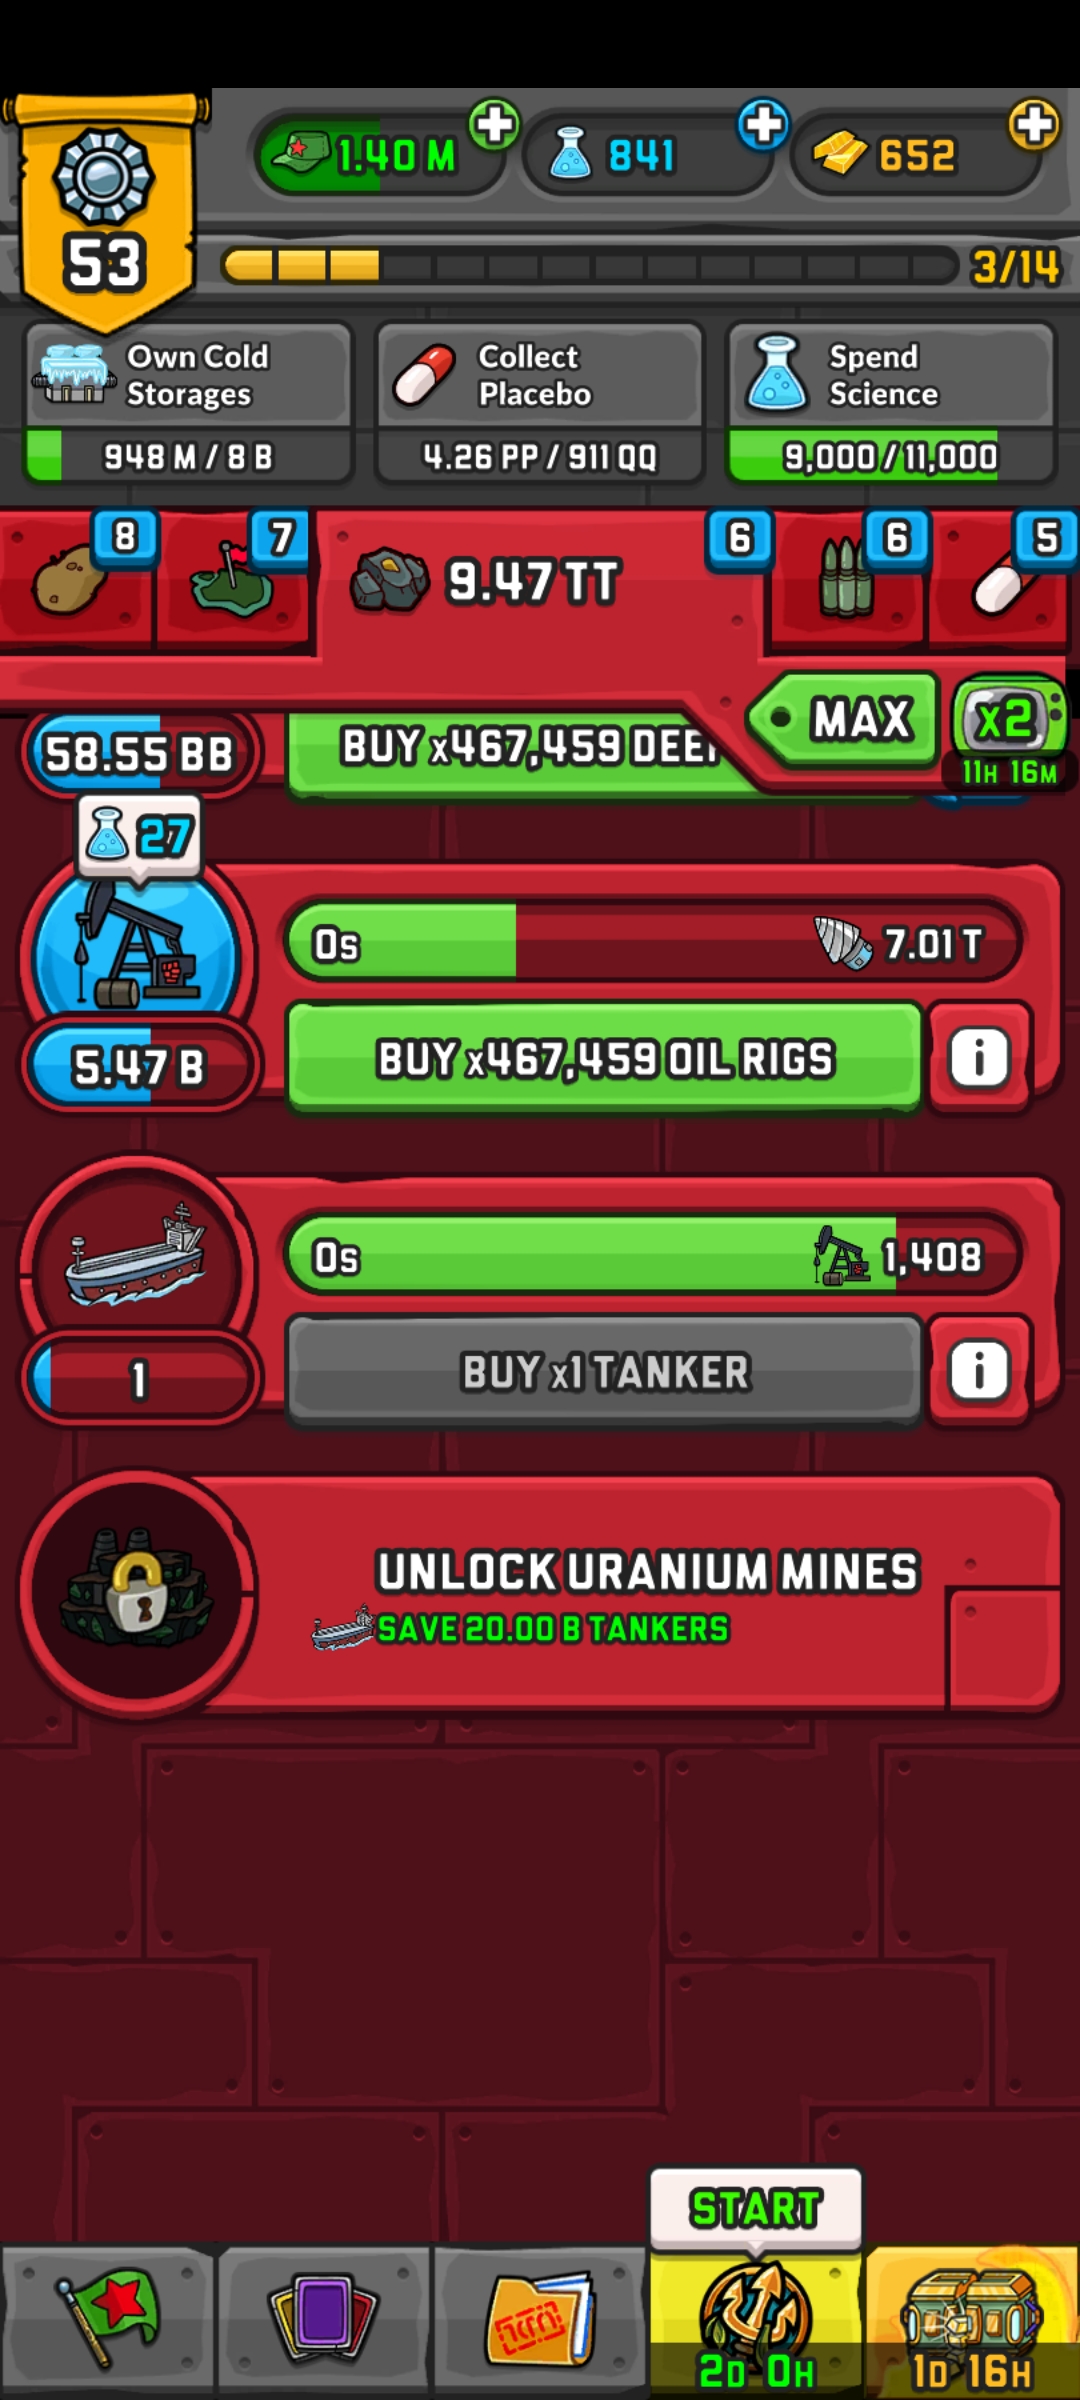 1.40 M
841
652
53
3/14
Own Cold
Storages
948 M / 8 B
Collect
Placebo
4.26 PP / 911 QQ
Spend
Science
9,000 / 11,000
8
7
9.47 TT
6
6
5
MAX
x2
11H 16M
58.55 BB
BUY x467,459 DEEP
27
0s
7.01 T
5.47 B
BUY x467,459 OIL RIGS
i
0s
1,408
1
BUY x1 TANKER
i
UNLOCK URANIUM MINES
SAVE 20.00 B TANKERS
START
2D 0H
1D 16H